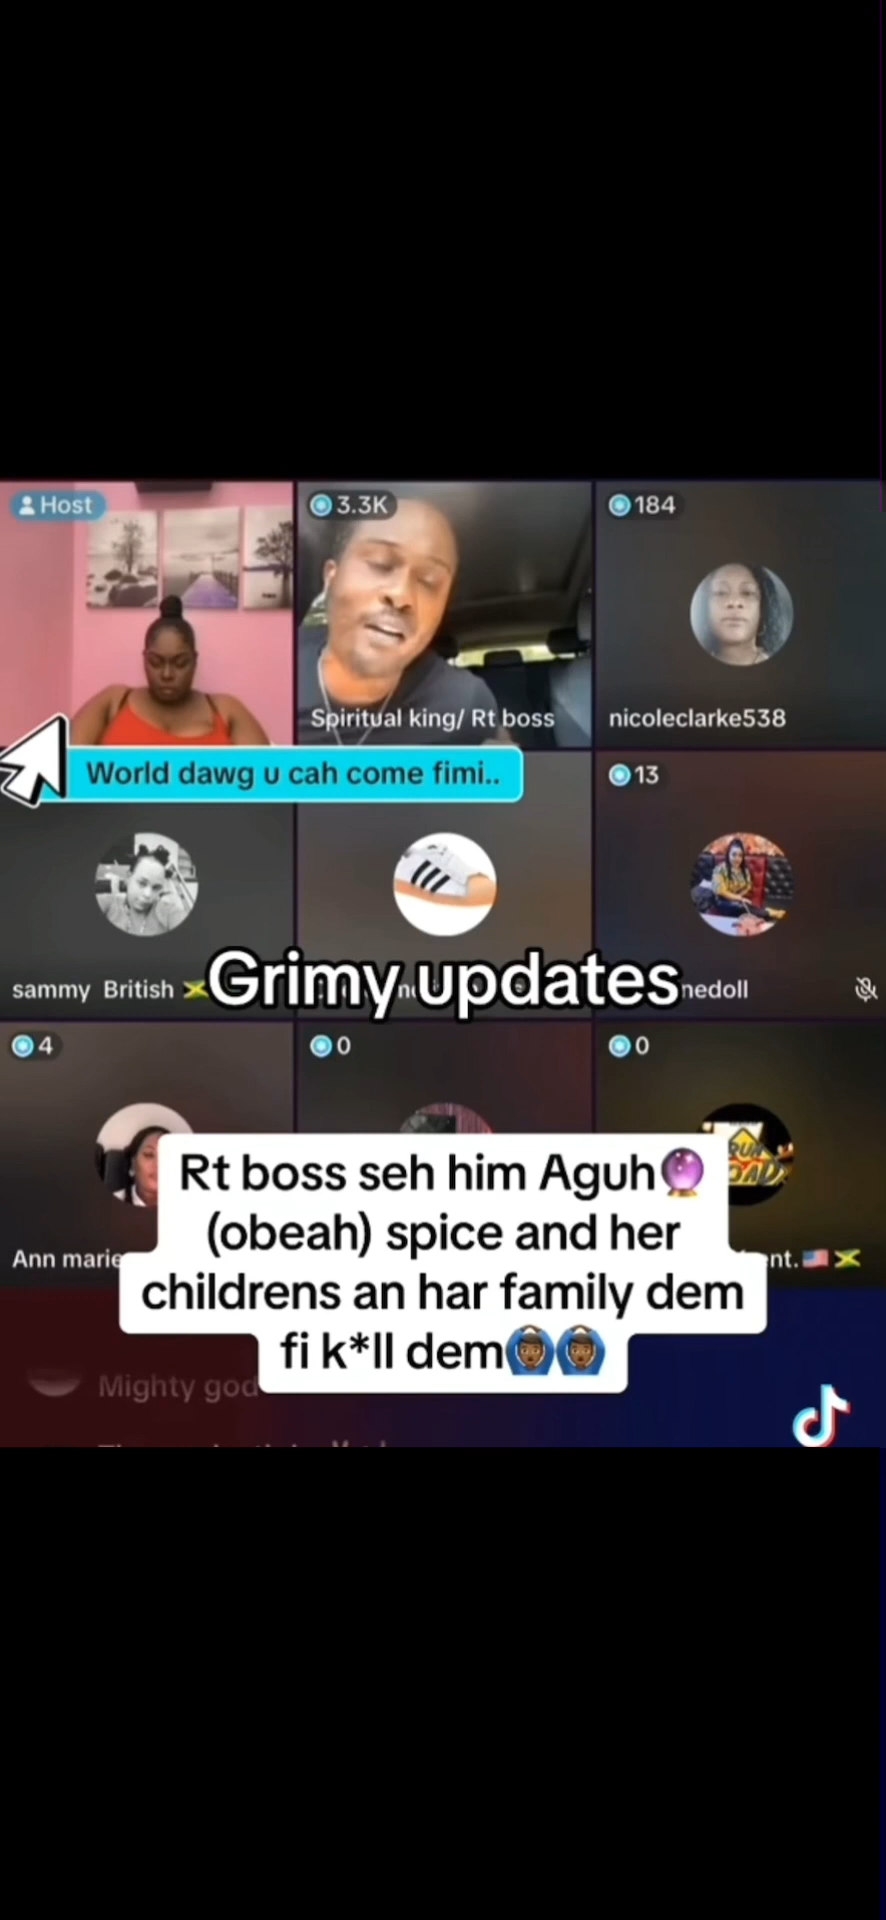 Host
3.3K
184
Spiritual king/ Rt boss
nicoleclarke538
World dawg u cah come fimi..
13
sammy British
Grimy updates
nedoll
4
0
0
RUN
Rt boss seh him Aguh🔮
(obeah) spice and her
Ann marie
nt.🇺🇸🇯🇲
childrens an har family dem
fi k*ll dem🙆🏾‍♂️🙆🏾‍♂️
Mighty god